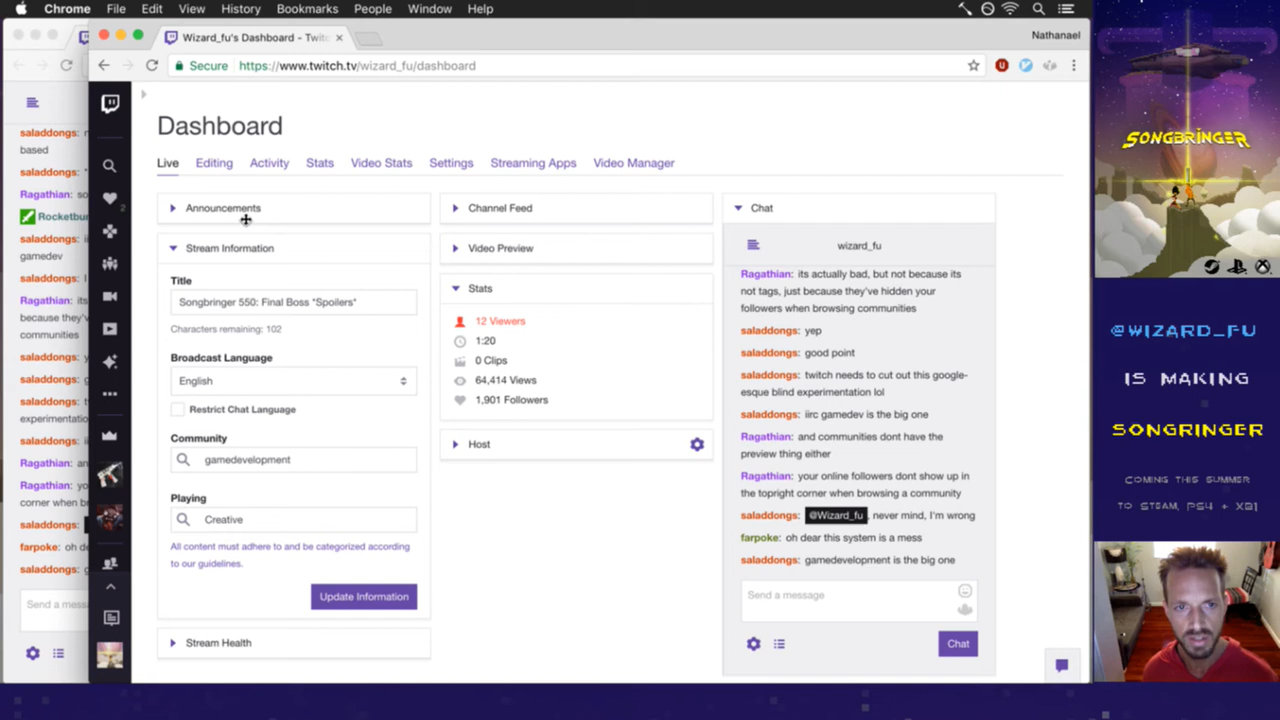 Chrome File Edit View History Bookmarks People Window Help
Wizard_fu's Dashboard - Twitc
Nathanael
Secure https://www.twitch.tv/wizard_fu/dashboard
Dashboard
Live Editing Activity Stats Video Stats Settings Streaming Apps Video Manager
Announcements
Stream Information
Title
Songbringer 550: Final Boss *Spoilers*
Characters remaining: 102
Broadcast Language
English
Restrict Chat Language
Community
gamedevelopment
Playing
Creative
All content must adhere to and be categorized according
to our guidelines.
Update Information
Stream Health
Channel Feed
Video Preview
Stats
12 Viewers
1:20
0 Clips
64,414 Views
1,901 Followers
Host
Chat
wizard_fu
Ragathian: its actually bad, but not because its
not tags, just because they've hidden your
followers when browsing communities
saladdongs: yep
saladdongs: good point
saladdongs: twitch needs to cut out this google-
esque blind experimentation lol
saladdongs: iirc gamedev is the big one
Ragathian: and communities dont have the
preview thing either
Ragathian: your online followers dont show up in
the topright corner when browsing a community
saladdongs: @Wizard_fu , never mind, I'm wrong
farpoke: oh dear this system is a mess
saladdongs: gamedevelopment is the big one
Send a message
Chat
2
saladdongs:
based
saladdongs:
Ragathian: so
saladdongs:
gamedev
saladdongs: I
Ragathian: its
because they'v
communities
saladdongs:
saladdongs:
experimentatio
saladdongs:
Ragathian: an
Ragathian: yo
corner when br
saladdongs:
farpoke: oh de
saladdongs:
Send a mess
SONGBRINGER
@WIZARD_FU
IS MAKING
SONGRINGER
COMING THIS SUMMER
TO STEAM, PS4 + XB1